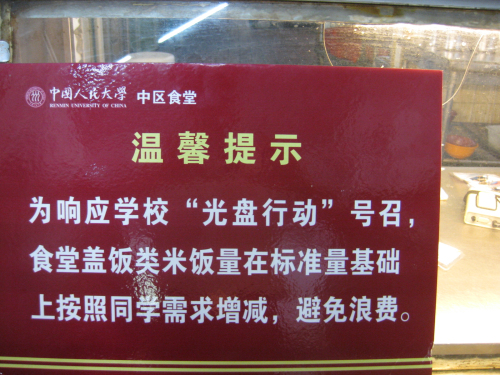 中国人民大学 中区食堂
RENMIN UNIVERSITY OF CHINA
温馨提示
为响应学校“光盘行动”号召，
食堂盖饭类米饭量在标准量基础
上按照同学需求增减，避免浪费。